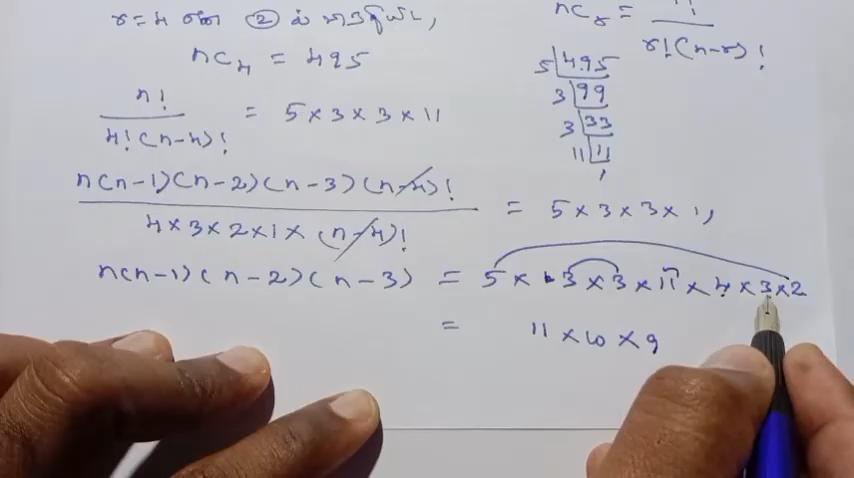 r=4 என ② ல் பிரதியிட,
nCr = n! / r!(n-r)!
nC4 = 495
5 | 495
3 | 99
3 | 33
11 | 11
1
n! / 4!(n-4)! = 5×3×3×11
n(n-1)(n-2)(n-3)(n-4)! / 4×3×2×1×(n-4)! = 5×3×3×11
n(n-1)(n-2)(n-3) = 5×3×3×11×4×3×2
= 11×10×9